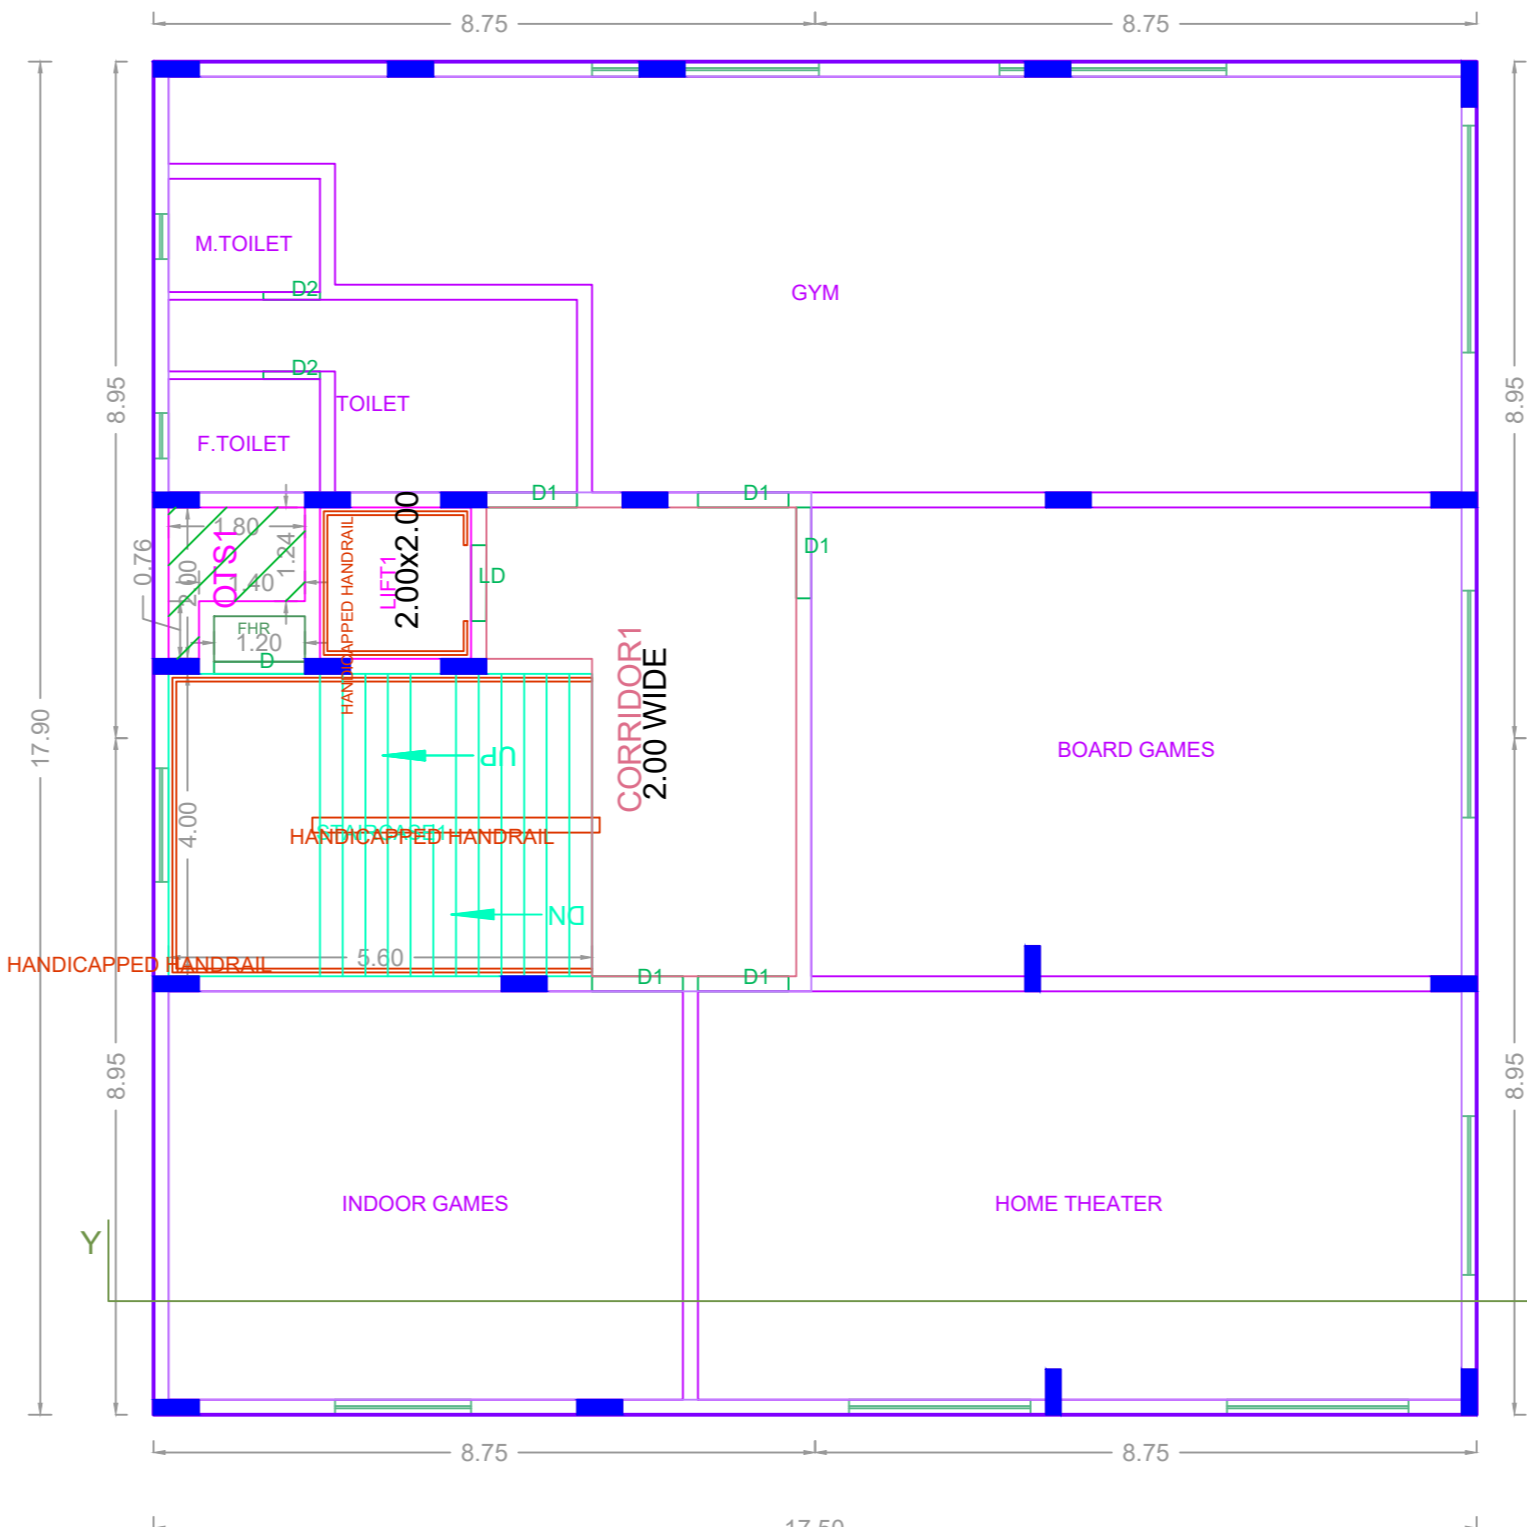 8.75
8.75
M.TOILET
D2
GYM
D2
8.95
TOILET
8.95
F.TOILET
D1
D1
1.80
OTS1
1.24
0.76
2.00
1.40
HANDICAPPED HANDRAIL
LIFT1
2.00x2.00
LD
D1
FHR
1.20
D
CORRIDOR1
2.00 WIDE
17.90
UP
BOARD GAMES
4.00
STAIRCASE1
HANDICAPPED HANDRAIL
DN
5.60
HANDICAPPED HANDRAIL
D1
D1
8.95
8.95
INDOOR GAMES
HOME THEATER
Y
8.75
8.75
17.50